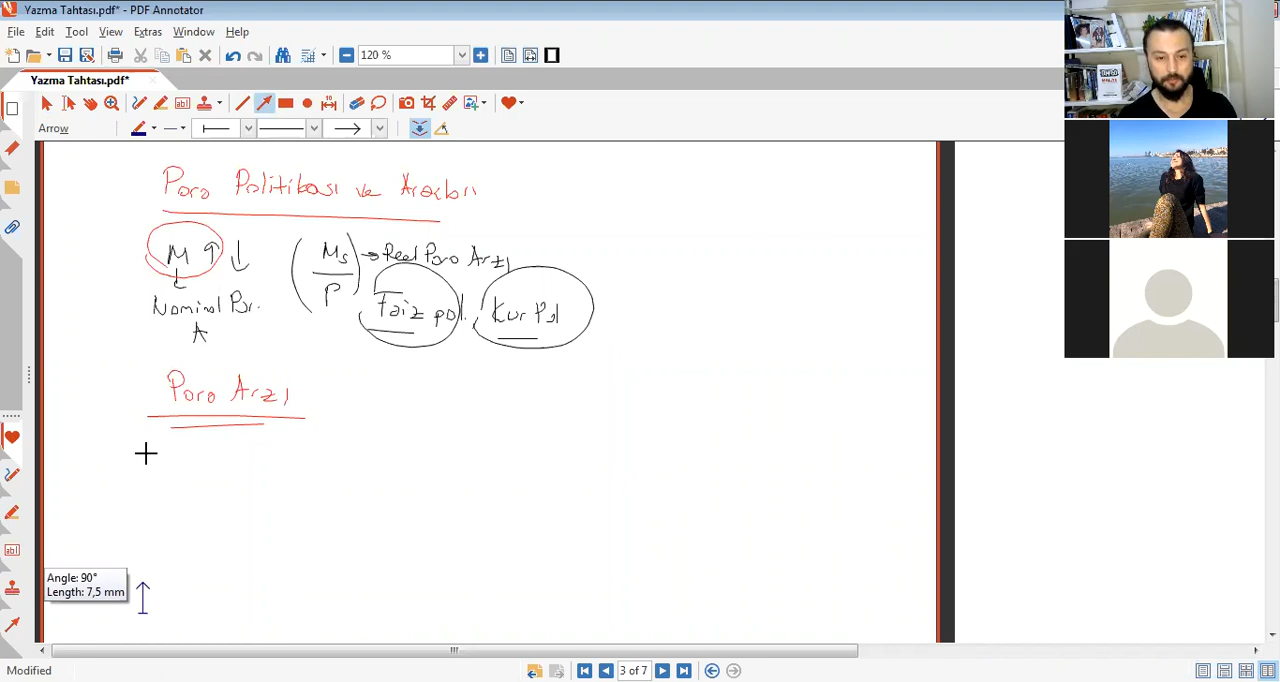 Yazma Tahtası.pdf* - PDF Annotator
File Edit Tool View Extras Window Help
120 %
Yazma Tahtası.pdf*
Arrow
Para Politikası ve Araçları
M ↑ ↓ (Ms/P) → Reel Para Arzı
Nominal Par. A
Faiz pol. Kur Pol
Para Arzı
Angle: 90°
Length: 7,5 mm
Modified
3 of 7